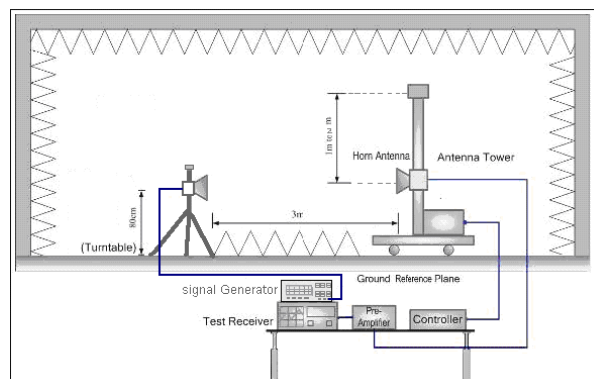 1m to 4 m
Horn Antenna
Antenna Tower
3m
80cm
(Turntable)
Ground Reference Plane
signal Generator
Test Receiver
Pre-
Amplifier
Controller